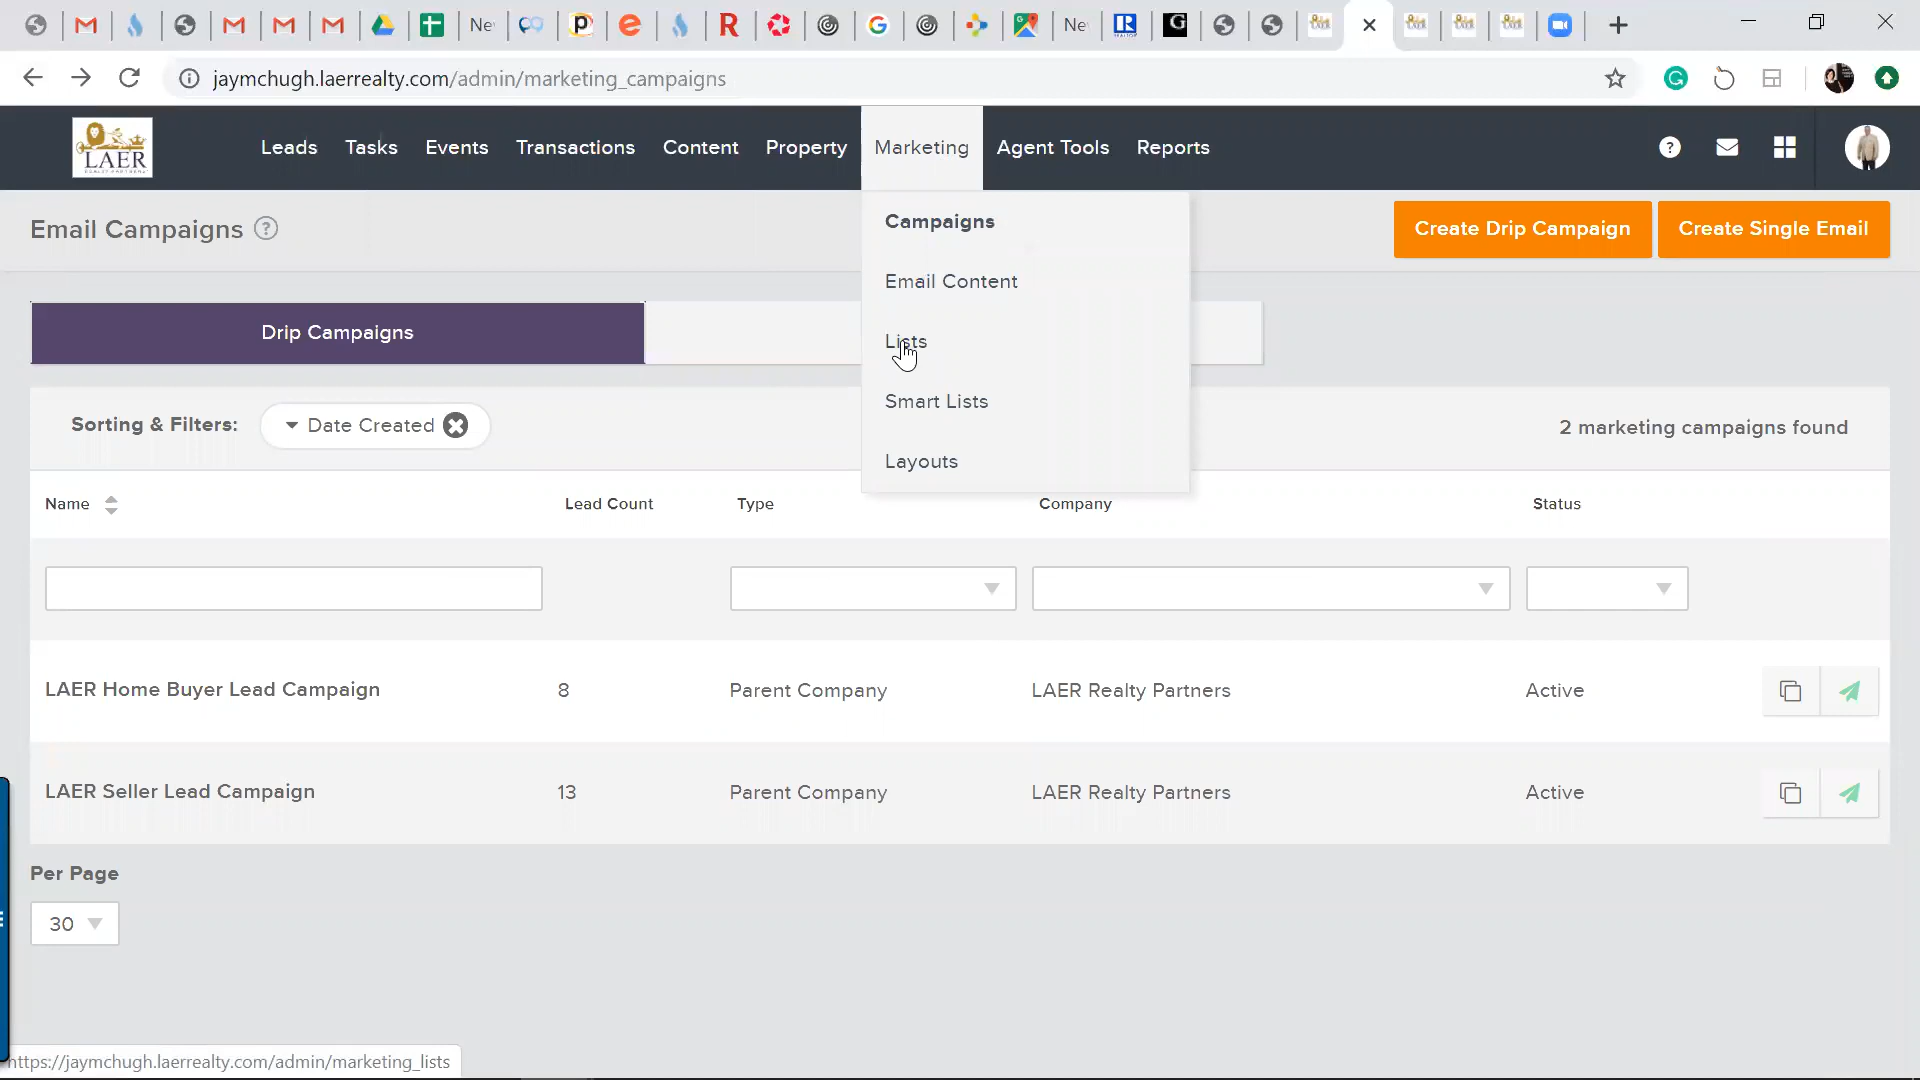 Ne
Ne
jaymchugh.laerrealty.com/admin/marketing_campaigns
LAER
Leads
Tasks
Events
Transactions
Content
Property
Marketing
Agent Tools
Reports
Email Campaigns
Campaigns
Create Drip Campaign
Create Single Email
Email Content
Drip Campaigns
Lists
Smart Lists
Sorting & Filters:
Date Created
2 marketing campaigns found
Layouts
Name
Lead Count
Type
Company
Status
LAER Home Buyer Lead Campaign
8
Parent Company
LAER Realty Partners
Active
LAER Seller Lead Campaign
13
Parent Company
LAER Realty Partners
Active
Per Page
30
https://jaymchugh.laerrealty.com/admin/marketing_lists